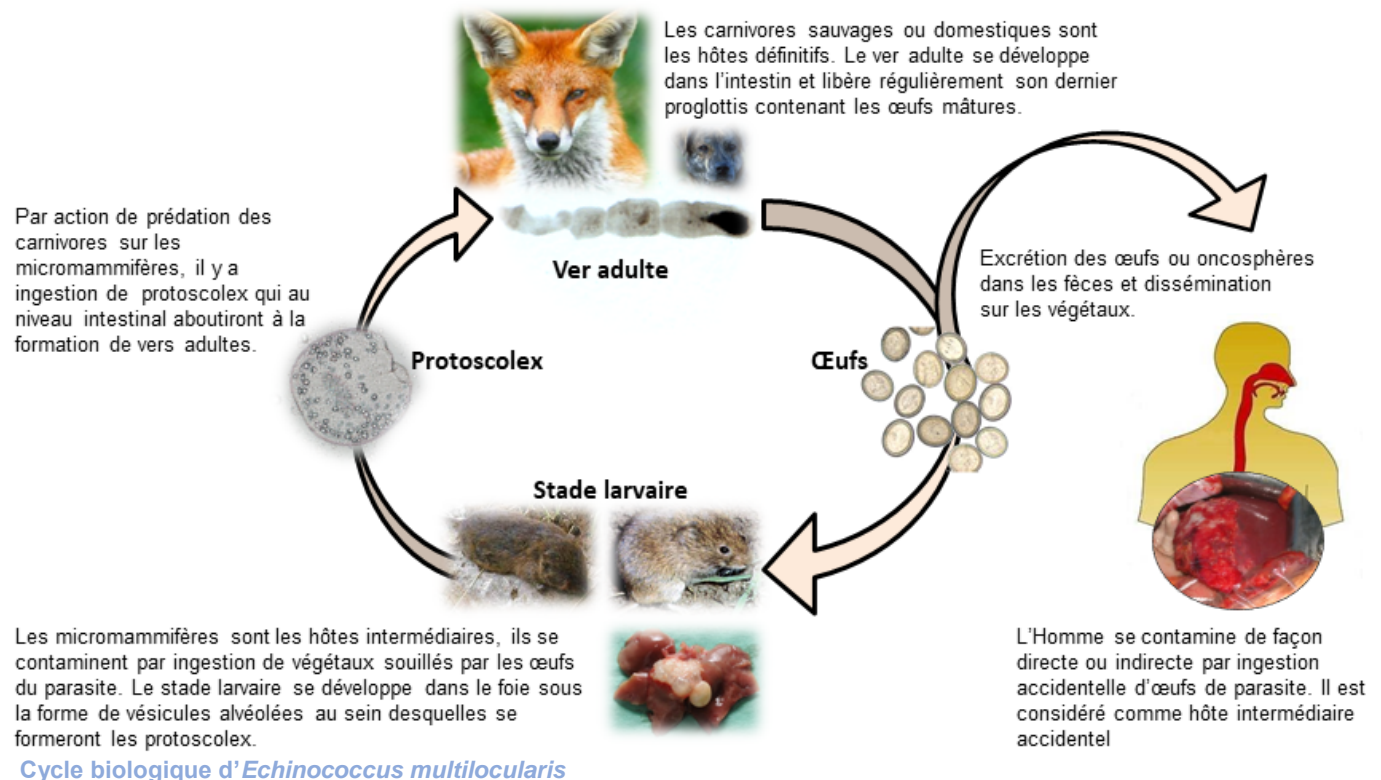 Les carnivores sauvages ou domestiques sont
les hôtes définitifs. Le ver adulte se développe
dans l’intestin et libère régulièrement son dernier
proglottis contenant les œufs mâtures.
Par action de prédation des
carnivores sur les
micromammifères, il y a
ingestion de protoscolex qui au
niveau intestinal aboutiront à la
formation de vers adultes.
Ver adulte
Excrétion des œufs ou oncosphères
dans les fèces et dissémination
sur les végétaux.
Protoscolex
Œufs
Stade larvaire
Les micromammifères sont les hôtes intermédiaires, ils se
contaminent par ingestion de végétaux souillés par les œufs
du parasite. Le stade larvaire se développe dans le foie sous
la forme de vésicules alvéolées au sein desquelles se
formeront les protoscolex.
L’Homme se contamine de façon
directe ou indirecte par ingestion
accidentelle d’œufs de parasite. Il est
considéré comme hôte intermédiaire
accidentel
Cycle biologique d’Echinococcus multilocularis